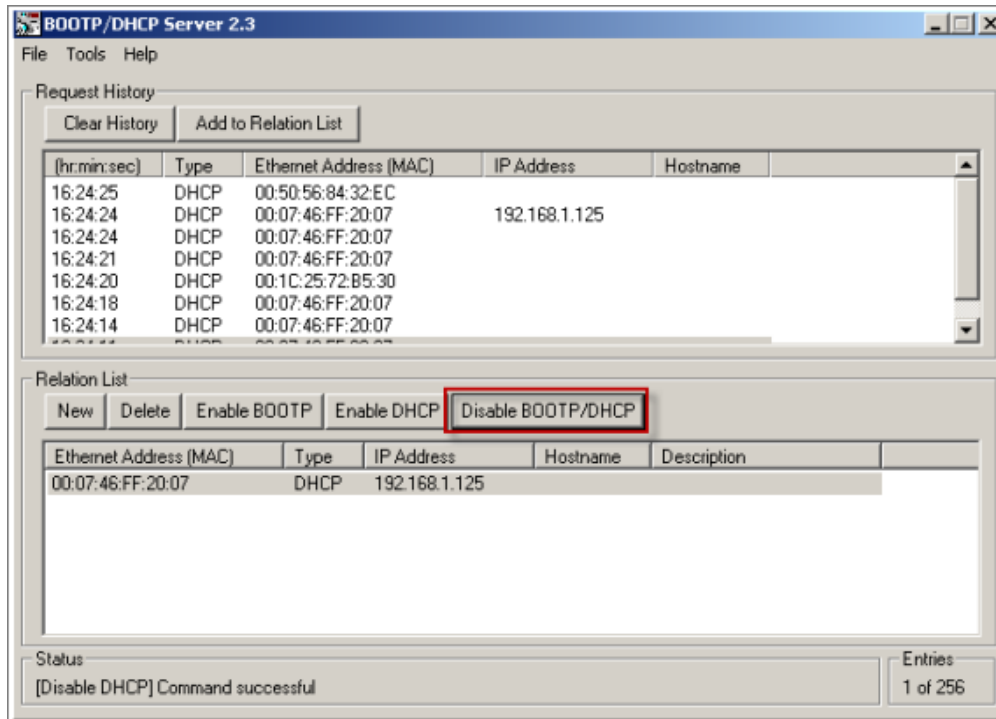 BOOTP/DHCP Server 2.3
File Tools Help
Request History
Clear History Add to Relation List
(hr:min:sec) Type Ethernet Address (MAC) IP Address Hostname
16:24:25 DHCP 00:50:56:84:32:EC
16:24:24 DHCP 00:07:46:FF:20:07 192.168.1.125
16:24:24 DHCP 00:07:46:FF:20:07
16:24:21 DHCP 00:07:46:FF:20:07
16:24:20 DHCP 00:1C:25:72:B5:30
16:24:18 DHCP 00:07:46:FF:20:07
16:24:14 DHCP 00:07:46:FF:20:07
Relation List
New Delete Enable BOOTP Enable DHCP Disable BOOTP/DHCP
Ethernet Address (MAC) Type IP Address Hostname Description
00:07:46:FF:20:07 DHCP 192.168.1.125
Status
[Disable DHCP] Command successful
Entries
1 of 256